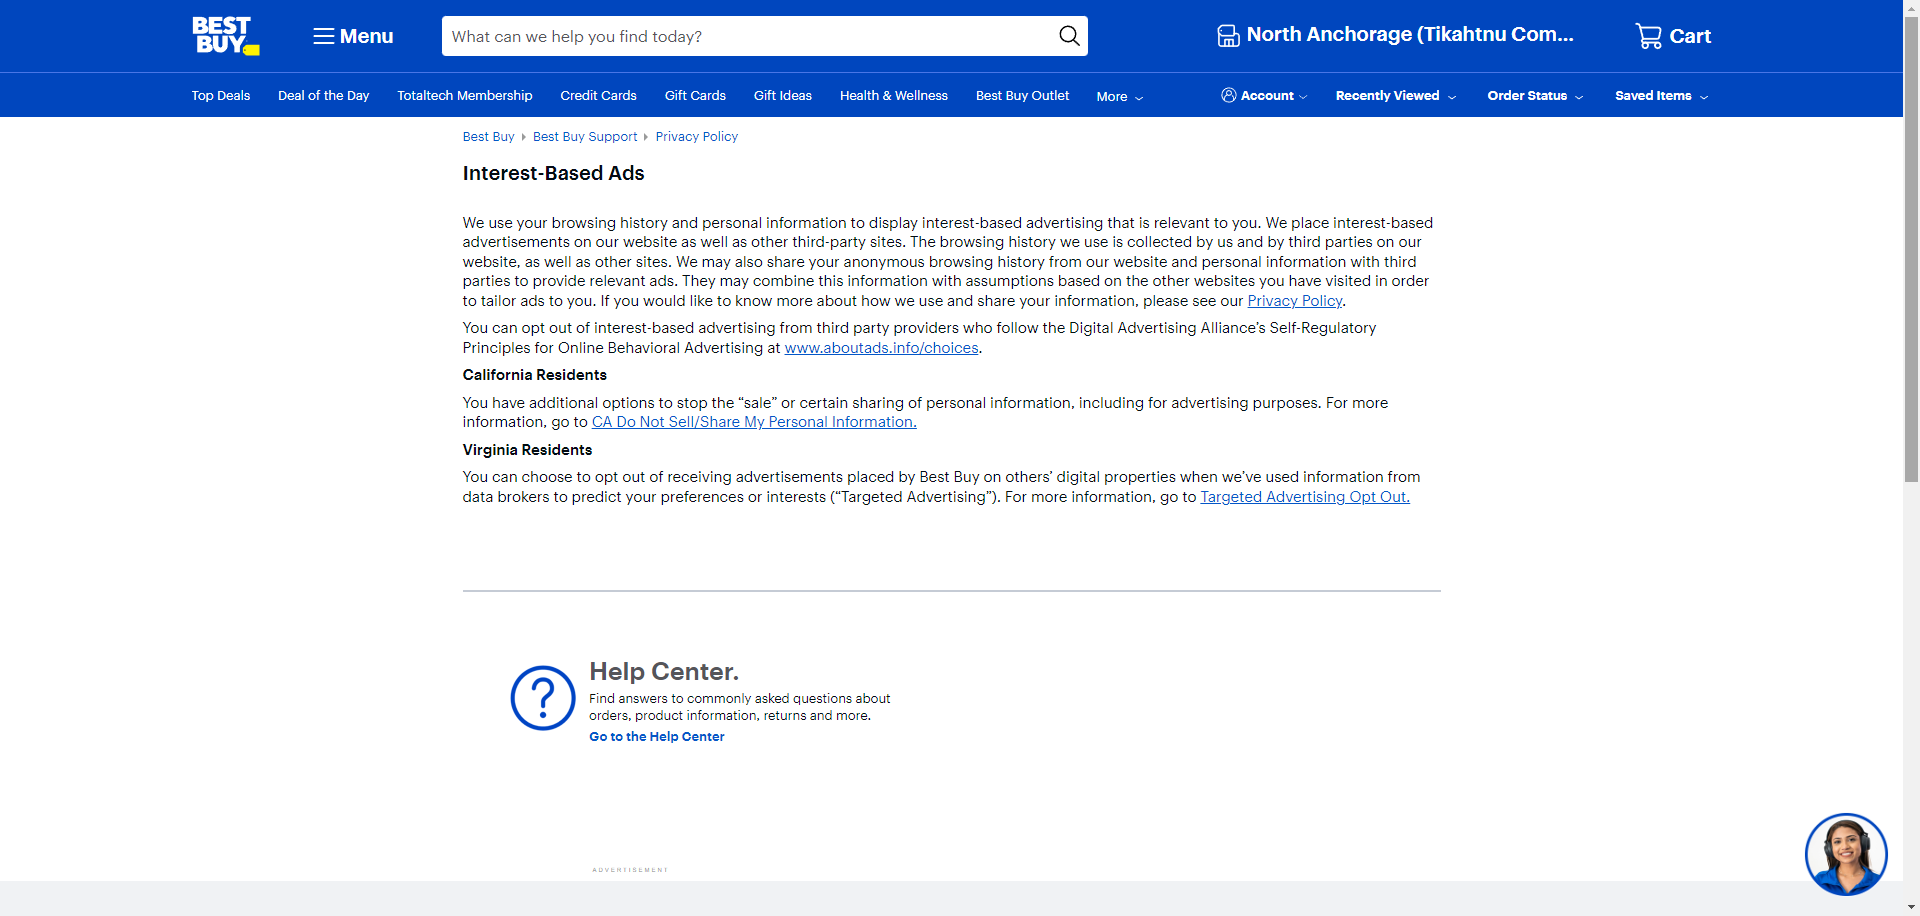 BEST BUY
Menu
What can we help you find today?
North Anchorage (Tikahtnu Com...
Cart
Top Deals
Deal of the Day
Totaltech Membership
Credit Cards
Gift Cards
Gift Ideas
Health & Wellness
Best Buy Outlet
More
Account
Recently Viewed
Order Status
Saved Items
Best Buy
Best Buy Support
Privacy Policy
Interest-Based Ads
We use your browsing history and personal information to display interest-based advertising that is relevant to you. We place interest-based
advertisements on our website as well as other third-party sites. The browsing history we use is collected by us and by third parties on our
website, as well as other sites. We may also share your anonymous browsing history from our website and personal information with third
parties to provide relevant ads. They may combine this information with assumptions based on the other websites you have visited in order
to tailor ads to you. If you would like to know more about how we use and share your information, please see our Privacy Policy.
You can opt out of interest-based advertising from third party providers who follow the Digital Advertising Alliance’s Self-Regulatory
Principles for Online Behavioral Advertising at www.aboutads.info/choices.
California Residents
You have additional options to stop the “sale” or certain sharing of personal information, including for advertising purposes. For more
information, go to CA Do Not Sell/Share My Personal Information.
Virginia Residents
You can choose to opt out of receiving advertisements placed by Best Buy on others’ digital properties when we’ve used information from
data brokers to predict your preferences or interests (“Targeted Advertising”). For more information, go to Targeted Advertising Opt Out.
Help Center.
Find answers to commonly asked questions about
orders, product information, returns and more.
Go to the Help Center
ADVERTISEMENT